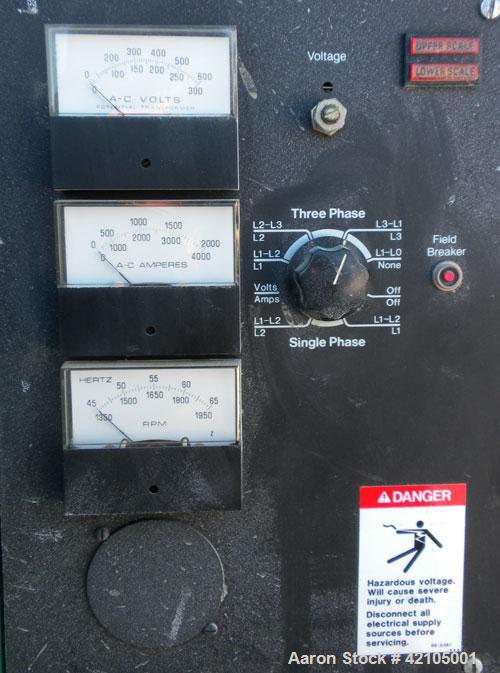 200 300 400 500
0 100 150 200 250 600
0 300
A-C VOLTS
POTENTIAL TRANSFORMER
Voltage
UPPER SCALE
LOWER SCALE
1000 1500
500 2000 3000 2000
0 1000 4000
0
A-C AMPERES
Three Phase
L2-L3 L3-L1
L2 L3
L1-L2 L1-L0
L1 None
Volts Off
Amps Off
L1-L2 L1-L2
L2 L1
Single Phase
Field
Breaker
HERTZ
50 55 60
45 1500 1650 1800 65
1350 1950
RPM
DANGER
Hazardous voltage.
Will cause severe
injury or death.
Disconnect all
electrical supply
sources before
servicing.
Aaron Stock # 42105001